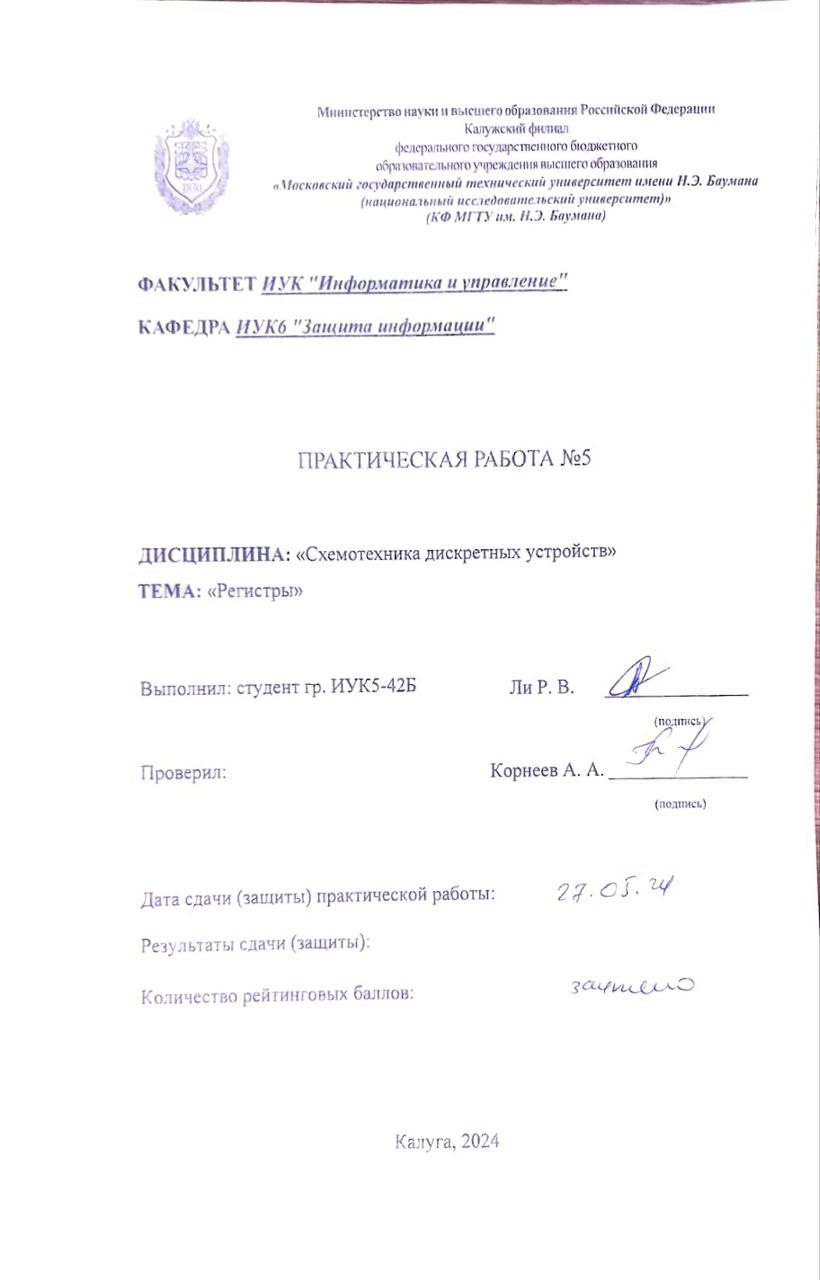 Министерство науки и высшего образования Российской Федерации
Калужский филиал
федерального государственного бюджетного
образовательного учреждения высшего образования
«Московский государственный технический университет имени Н.Э. Баумана
(национальный исследовательский университет)»
(КФ МГТУ им. Н.Э. Баумана)
1830
ФАКУЛЬТЕТ ИУК "Информатика и управление"
КАФЕДРА ИУК6 "Защита информации"
ПРАКТИЧЕСКАЯ РАБОТА №5
ДИСЦИПЛИНА: «Схемотехника дискретных устройств»
ТЕМА: «Регистры»
Выполнил: студент гр. ИУК5-42Б Ли Р. В.
(подпись)
Проверил: Корнеев А. А.
(подпись)
Дата сдачи (защиты) практической работы: 27.05.24
Результаты сдачи (защиты):
Количество рейтинговых баллов: зачтено
Калуга, 2024